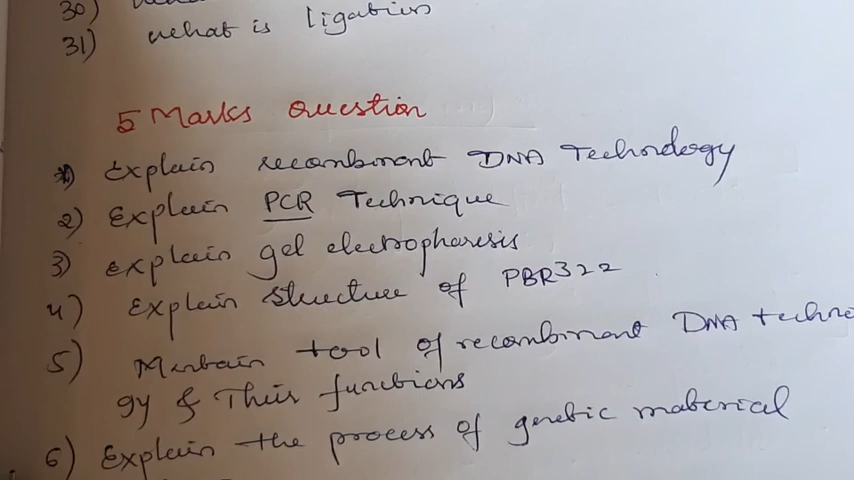 30)
31) what is ligation
5 Marks Question
1) Explain recombinant DNA Technology
2) Explain PCR Technique
3) Explain gel electropharesis
4) Explain structure of PBR322
5) tool of recombinant DNA techno
gy & Their functions
6) Explain the process of genetic material